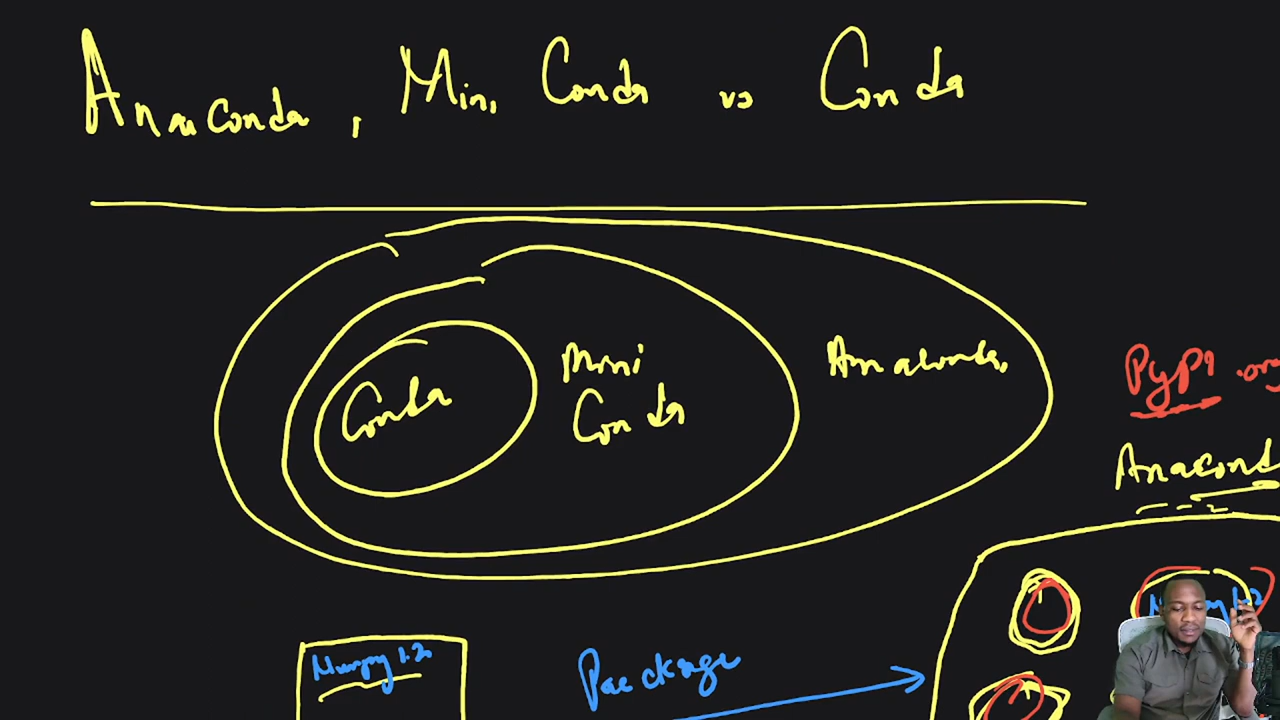 Anaconda, Mini Conda vs Conda
Conda
Mini
Conda
Anaconda
PyPi.org
Anacond
Numpy 1.2
Package